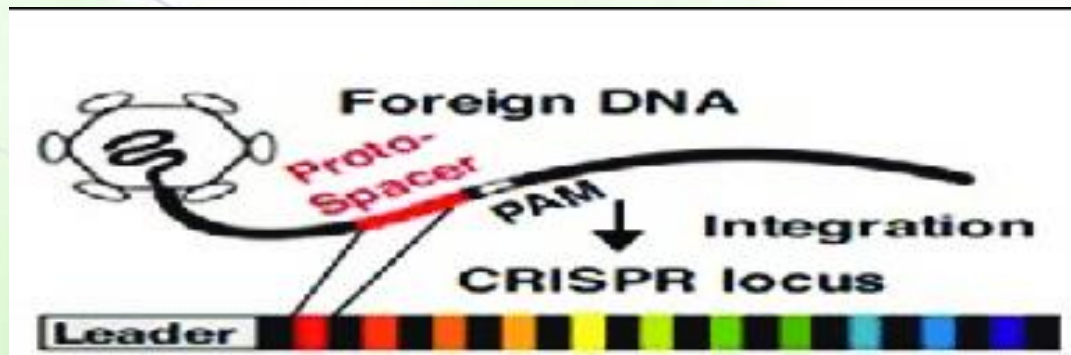 Foreign DNA
Proto-
Spacer
PAM
Integration
CRISPR locus
Leader